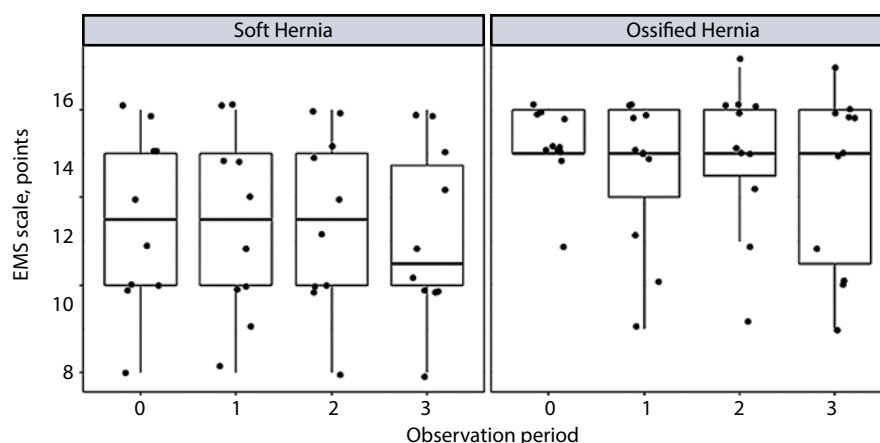 Soft Hernia
Ossified Hernia
EMS scale, points
16
14
12
10
8
0 1 2 3
0 1 2 3
Observation period